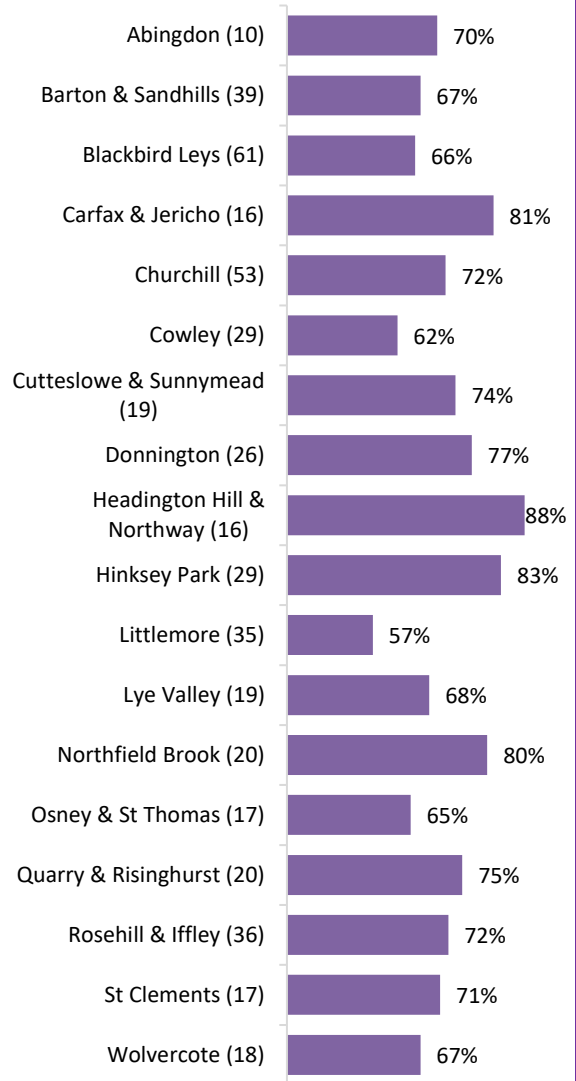 Abingdon (10) 70%
Barton & Sandhills (39) 67%
Blackbird Leys (61) 66%
Carfax & Jericho (16) 81%
Churchill (53) 72%
Cowley (29) 62%
Cutteslowe & Sunnymead
(19) 74%
Donnington (26) 77%
Headington Hill &
Northway (16) 88%
Hinksey Park (29) 83%
Littlemore (35) 57%
Lye Valley (19) 68%
Northfield Brook (20) 80%
Osney & St Thomas (17) 65%
Quarry & Risinghurst (20) 75%
Rosehill & Iffley (36) 72%
St Clements (17) 71%
Wolvercote (18) 67%